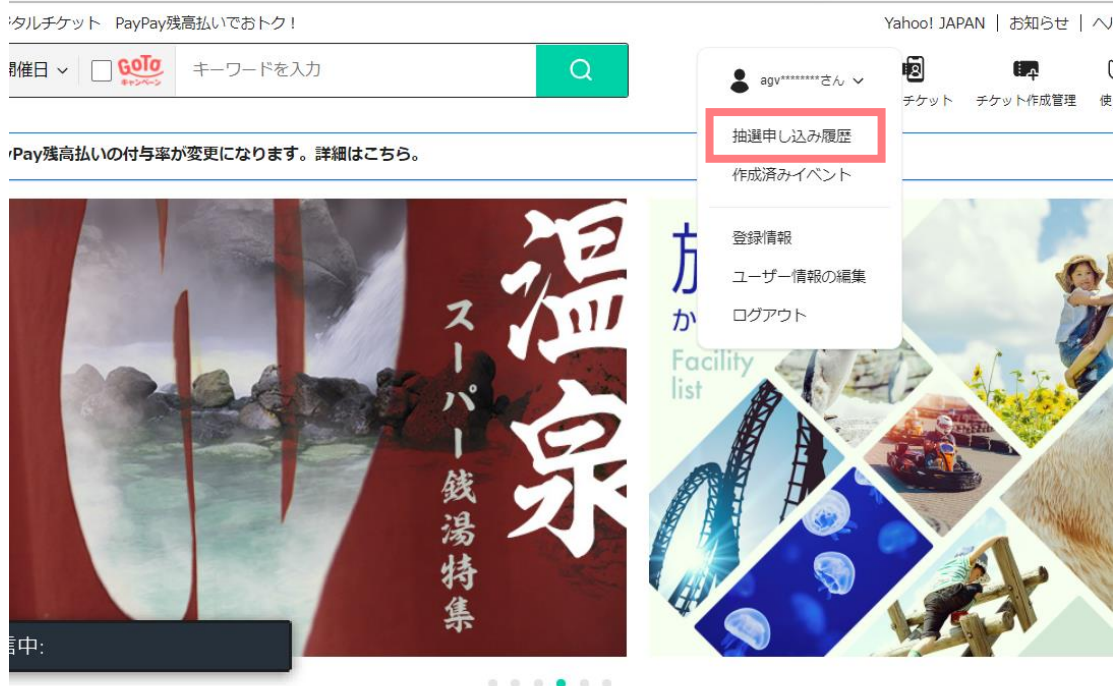 ジタルチケット PayPay残高払いでおトク！
Yahoo! JAPAN | お知らせ |
開催日
GoTo
キャンペーン
キーワードを入力
agv********さん
チケット
チケット作成管理
使
抽選申し込み履歴
yPay残高払いの付与率が変更になります。詳細はこちら。
作成済みイベント
登録情報
ユーザー情報の編集
ログアウト
温泉
スーパー銭湯特集
か
Facility
list
信中: